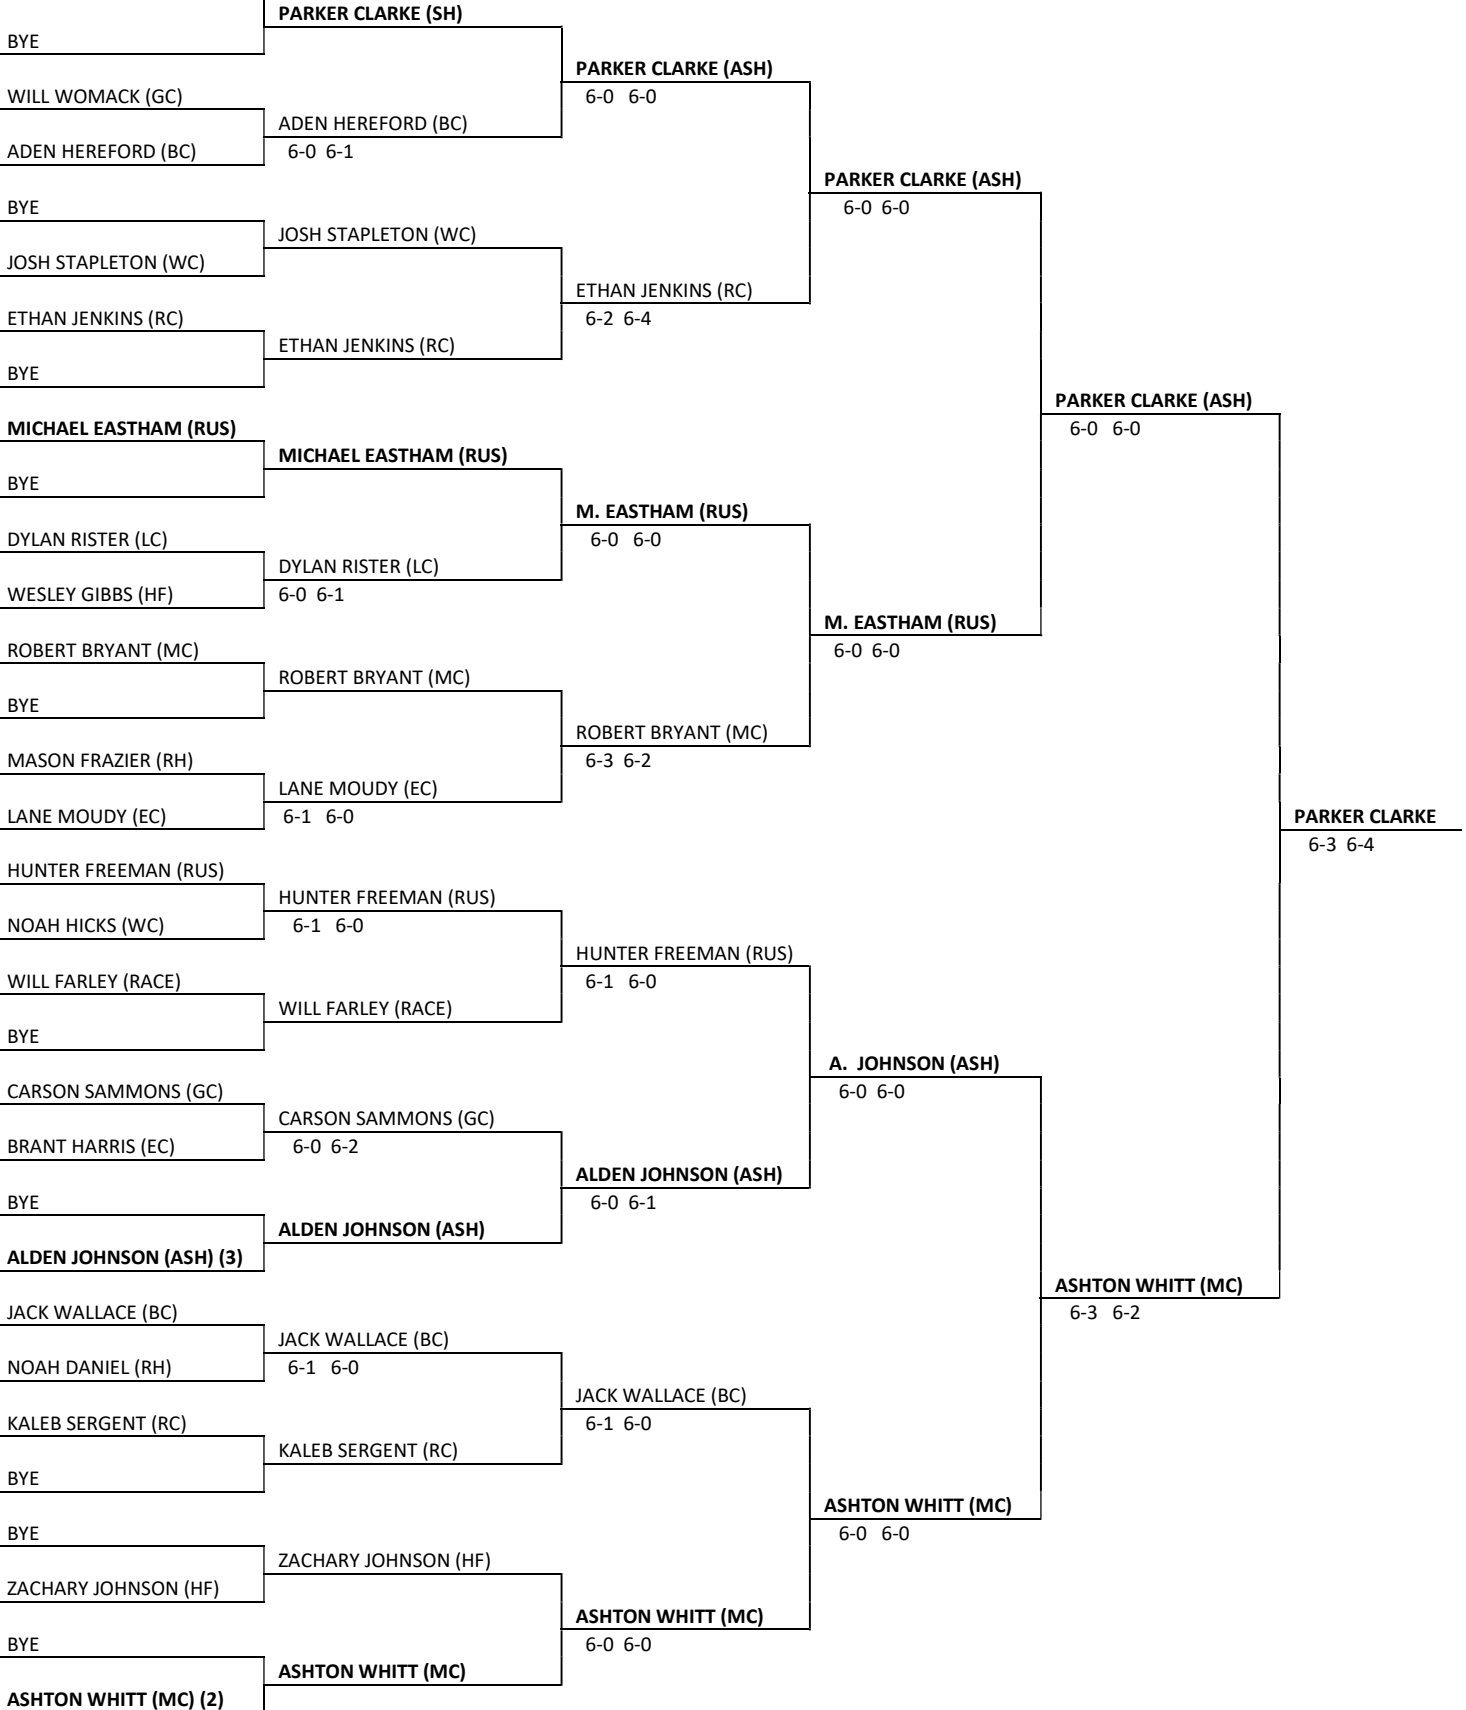 PARKER CLARKE (SH)
BYE
PARKER CLARKE (ASH)
WILL WOMACK (GC)
6-0 6-0
ADEN HEREFORD (BC)
ADEN HEREFORD (BC)
6-0 6-1
PARKER CLARKE (ASH)
BYE
6-0 6-0
JOSH STAPLETON (WC)
JOSH STAPLETON (WC)
ETHAN JENKINS (RC)
ETHAN JENKINS (RC)
6-2 6-4
ETHAN JENKINS (RC)
BYE
PARKER CLARKE (ASH)
MICHAEL EASTHAM (RUS)
6-0 6-0
MICHAEL EASTHAM (RUS)
BYE
M. EASTHAM (RUS)
DYLAN RISTER (LC)
6-0 6-0
DYLAN RISTER (LC)
WESLEY GIBBS (HF)
6-0 6-1
M. EASTHAM (RUS)
ROBERT BRYANT (MC)
6-0 6-0
ROBERT BRYANT (MC)
BYE
ROBERT BRYANT (MC)
MASON FRAZIER (RH)
6-3 6-2
LANE MOUDY (EC)
LANE MOUDY (EC)
6-1 6-0
PARKER CLARKE
6-3 6-4
HUNTER FREEMAN (RUS)
HUNTER FREEMAN (RUS)
NOAH HICKS (WC)
6-1 6-0
HUNTER FREEMAN (RUS)
WILL FARLEY (RACE)
6-1 6-0
WILL FARLEY (RACE)
BYE
A. JOHNSON (ASH)
CARSON SAMMONS (GC)
6-0 6-0
CARSON SAMMONS (GC)
BRANT HARRIS (EC)
6-0 6-2
ALDEN JOHNSON (ASH)
BYE
6-0 6-1
ALDEN JOHNSON (ASH)
ALDEN JOHNSON (ASH) (3)
ASHTON WHITT (MC)
JACK WALLACE (BC)
6-3 6-2
JACK WALLACE (BC)
NOAH DANIEL (RH)
6-1 6-0
JACK WALLACE (BC)
KALEB SERGENT (RC)
6-1 6-0
KALEB SERGENT (RC)
BYE
ASHTON WHITT (MC)
BYE
6-0 6-0
ZACHARY JOHNSON (HF)
ZACHARY JOHNSON (HF)
ASHTON WHITT (MC)
BYE
6-0 6-0
ASHTON WHITT (MC)
ASHTON WHITT (MC) (2)